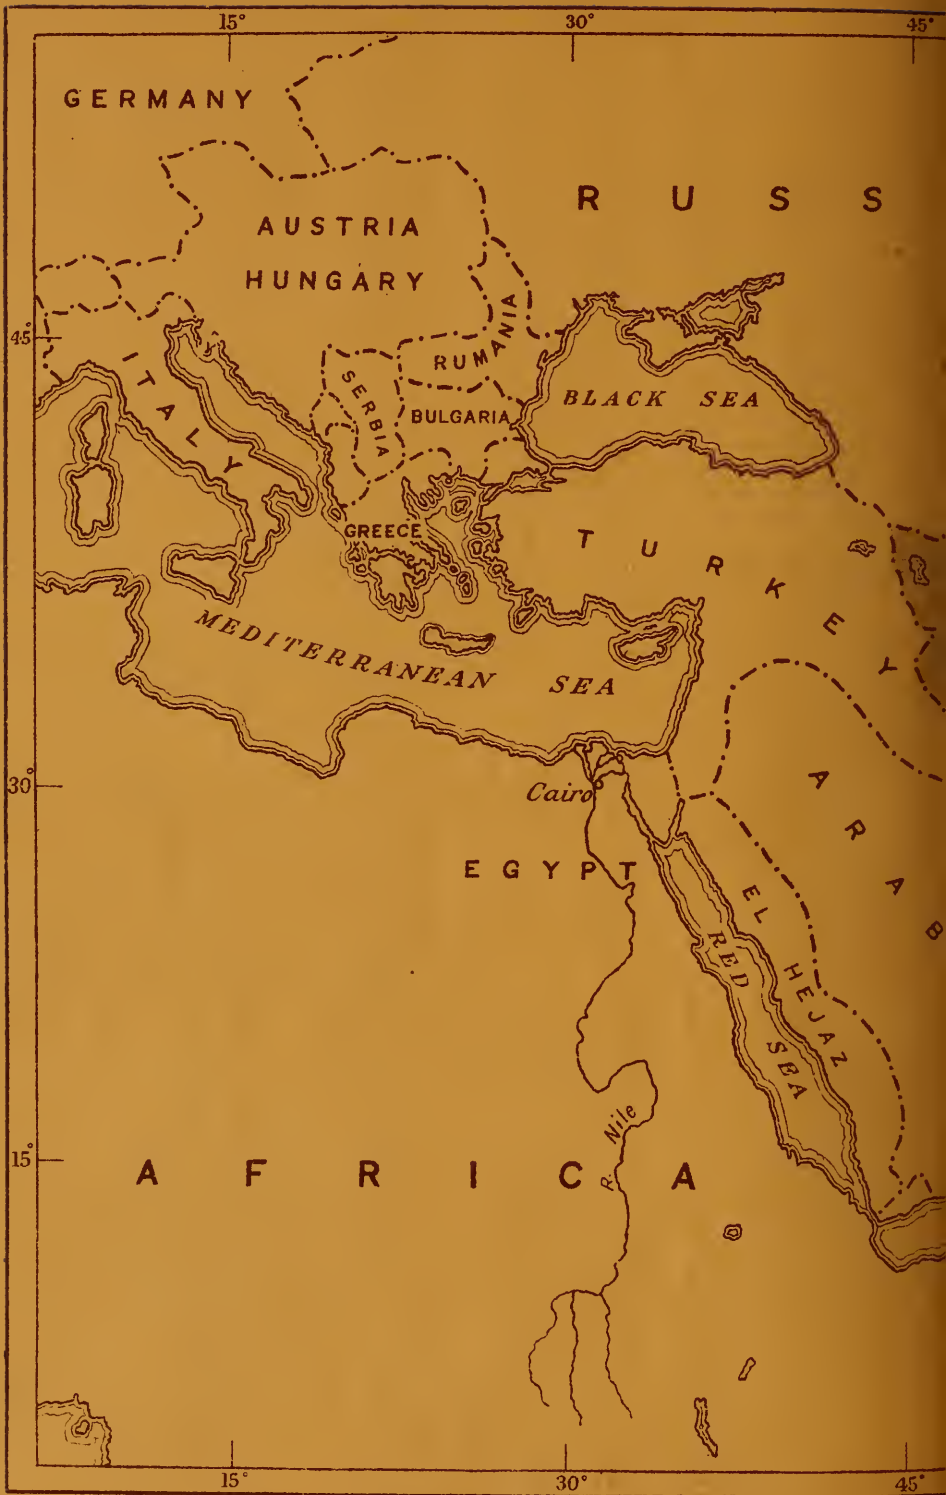 15° 30° 45°
GERMANY
RUSS
AUSTRIA
HUNGARY
45°
RUMANIA
ITALY
SERBIA
BULGARIA
BLACK SEA
GREECE
TURKEY
MEDITERRANEAN SEA
30°
Cairo
ARAB
EGYPT
EL HEJAZ
RED SEA
R. Nile
15°
AFRICA
15° 30° 45°